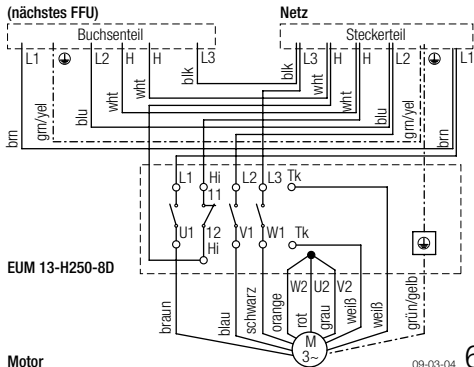 (nächstes FFU) Netz
Buchsenteil Steckerteil
L1 L2 H H L3 L3 H H L2 L1
brn grn/yel blu wht wht blk blk wht wht blu grn/yel brn
L1 Hi L2 L3 Tk
11
U1 12 V1 W1 Tk
Hi
EUM 13-H250-8D
W2 U2 V2
braun blau schwarz orange rot grau weiß weiß grün/gelb
M
3~
Motor
09-03-04 6